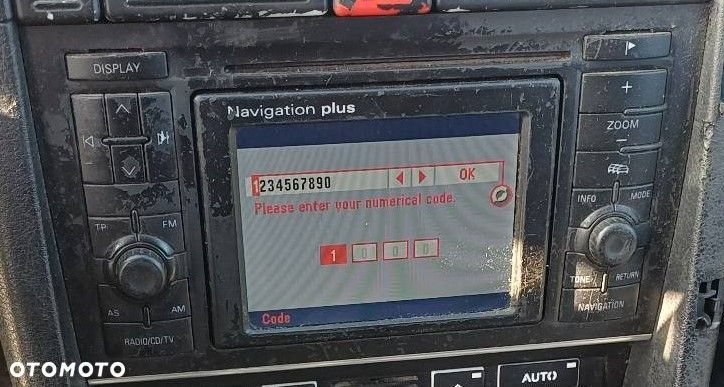 DISPLAY
Navigation plus
ZOOM
1234567890 OK
Please enter your numerical code.
INFO MODE
TP FM
1 0 0 0
TONE RETURN
AS AM
NAVIGATION
Code
RADIO/CD/TV
OTOMOTO
AUTO